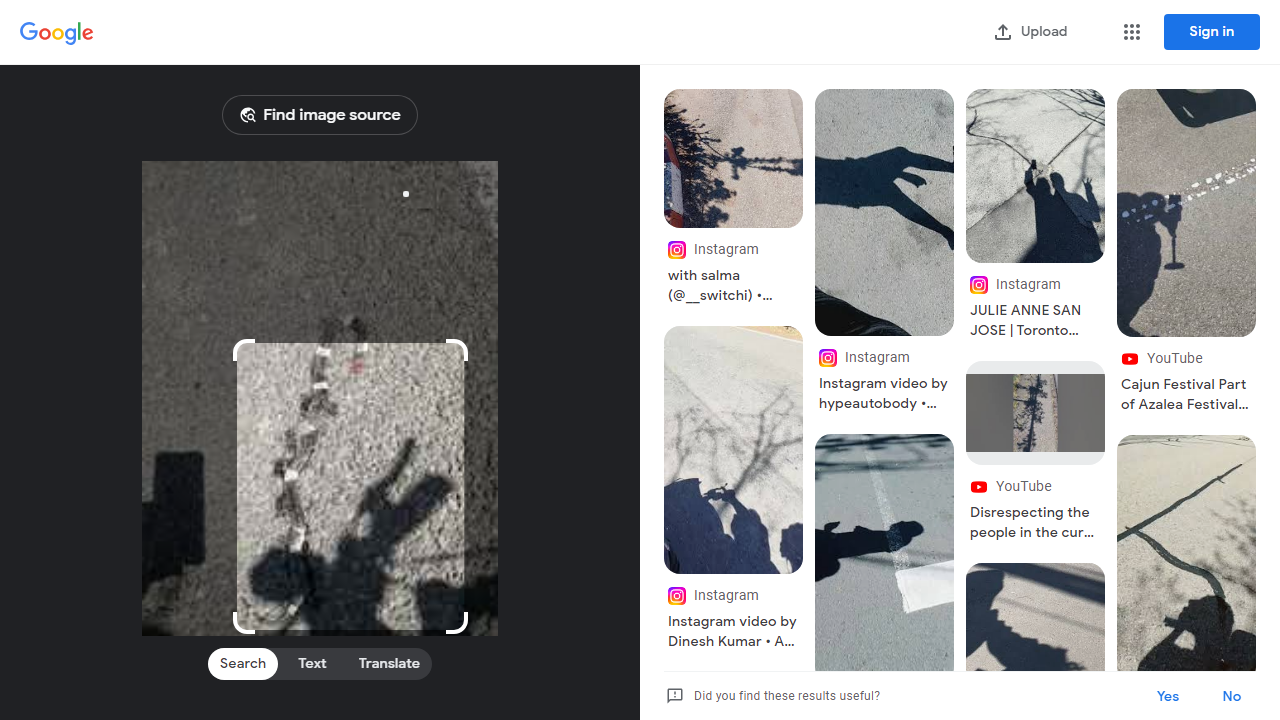 Google
Upload
Sign in
Find image source
Search
Text
Translate
Instagram
with salma
(@__switchi) •...
Instagram
Instagram video by
Dinesh Kumar • A...
Instagram
Instagram video by
hypeautobody •...
Instagram
JULIE ANNE SAN
JOSE | Toronto...
YouTube
Disrespecting the
people in the cur...
YouTube
Cajun Festival Part
of Azalea Festival...
Did you find these results useful?
Yes
No